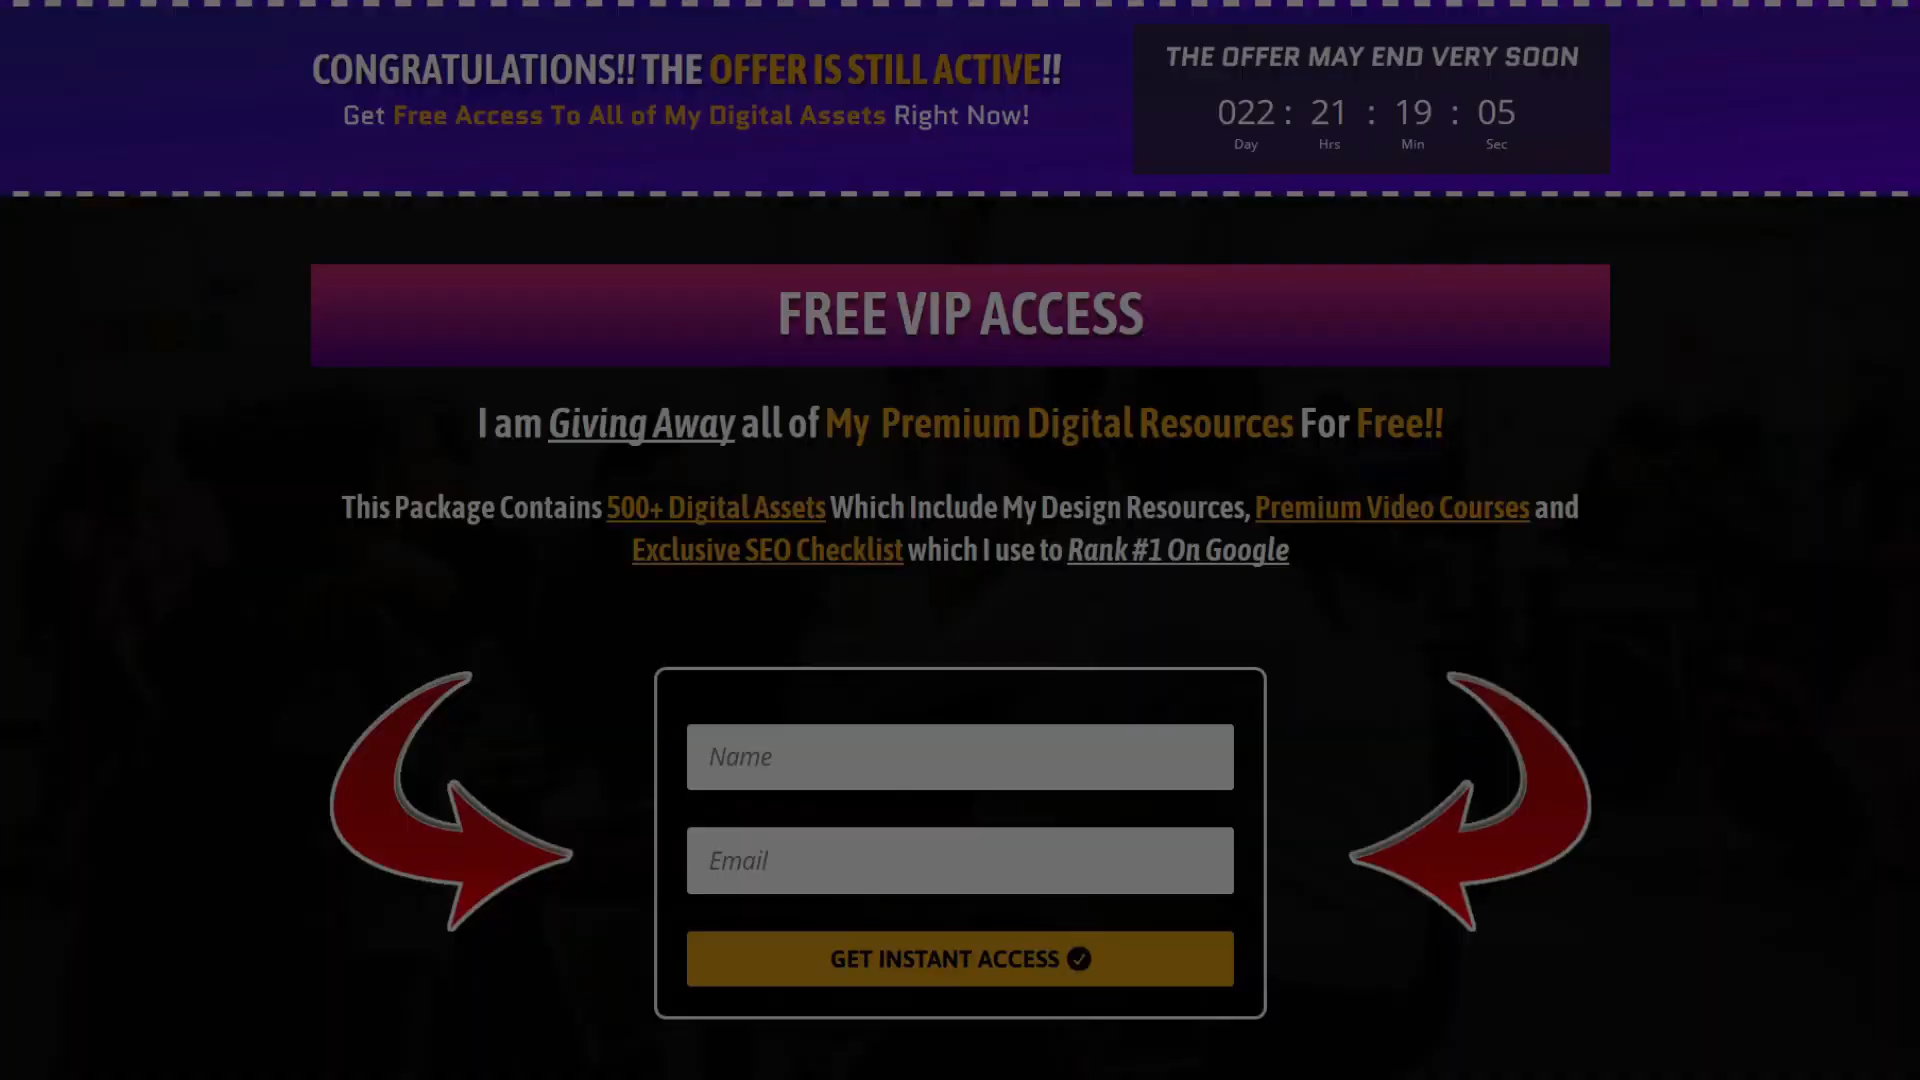 CONGRATULATIONS!! THE OFFER IS STILL ACTIVE!!
Get Free Access To All of My Digital Assets Right Now!
THE OFFER MAY END VERY SOON
022 : 21 : 19 : 05
Day Hrs Min Sec
FREE VIP ACCESS
I am Giving Away all of My Premium Digital Resources For Free!!
This Package Contains 500+ Digital Assets Which Include My Design Resources, Premium Video Courses and
Exclusive SEO Checklist which I use to Rank #1 On Google
Name
Email
GET INSTANT ACCESS